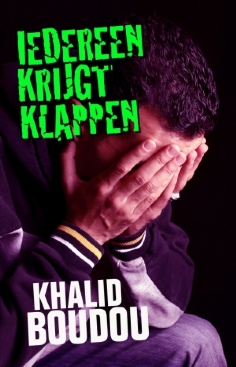 IEDEREEN
KRIJGT
KLAPPEN
KHALID
BOUDOU